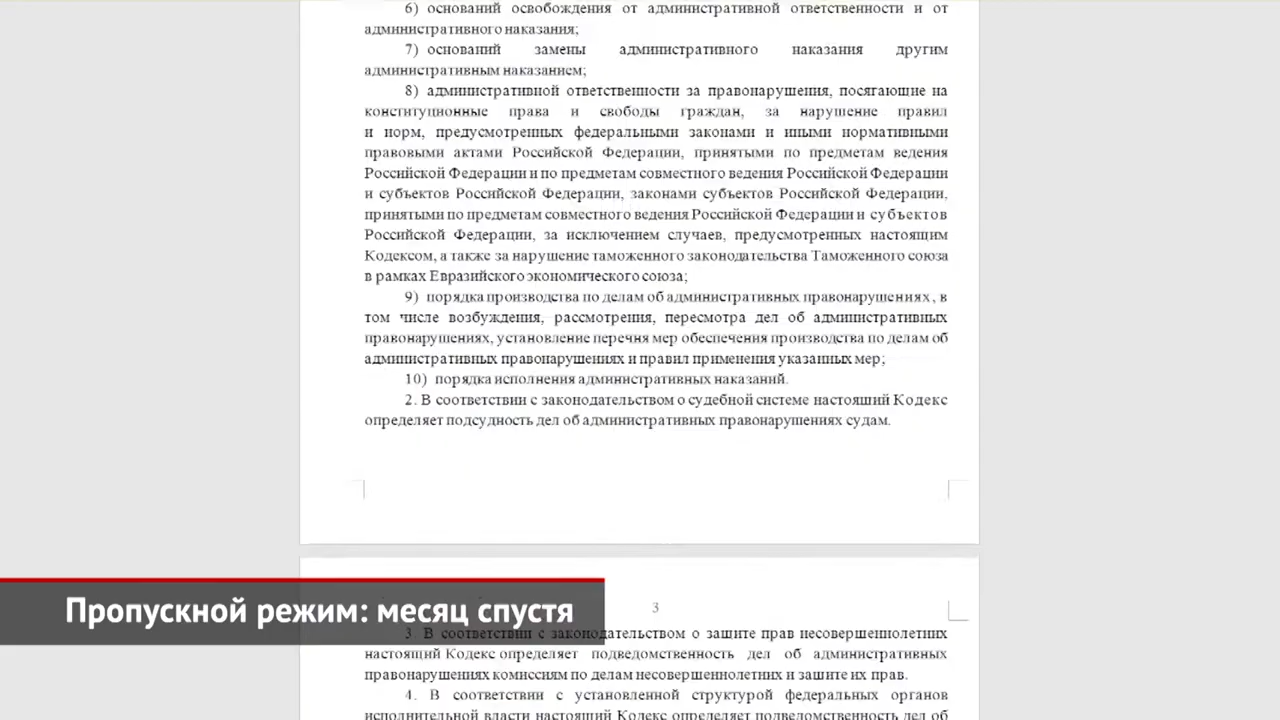 6) оснований освобождения от административной ответственности и от
административного наказания;
7) оснований замены административного наказания другим
административным наказанием;
8) административной ответственности за правонарушения, посягающие на
конституционные права и свободы граждан, за нарушение правил
и норм, предусмотренных федеральными законами и иными нормативными
правовыми актами Российской Федерации, принятыми по предметам ведения
Российской Федерации и по предметам совместного ведения Российской Федерации
и субъектов Российской Федерации, законами субъектов Российской Федерации,
принятыми по предметам совместного ведения Российской Федерации и субъектов
Российской Федерации, за исключением случаев, предусмотренных настоящим
Кодексом, а также за нарушение таможенного законодательства Таможенного союза
в рамках Евразийского экономического союза;
9) порядка производства по делам об административных правонарушениях, в
том числе возбуждения, рассмотрения, пересмотра дел об административных
правонарушениях, установление перечня мер обеспечения производства по делам об
административных правонарушениях и правил применения указанных мер;
10) порядка исполнения административных наказаний.
2. В соответствии с законодательством о судебной системе настоящий Кодекс
определяет подсудность дел об административных правонарушениях судам.
Пропускной режим: месяц спустя
3
3. В соответствии с законодательством о защите прав несовершеннолетних
настоящий Кодекс определяет подведомственность дел об административных
правонарушениях комиссиям по делам несовершеннолетних и защите их прав.
4. В соответствии с установленной структурой федеральных органов
исполнительной власти настоящий Кодекс определяет подведомственность дел об